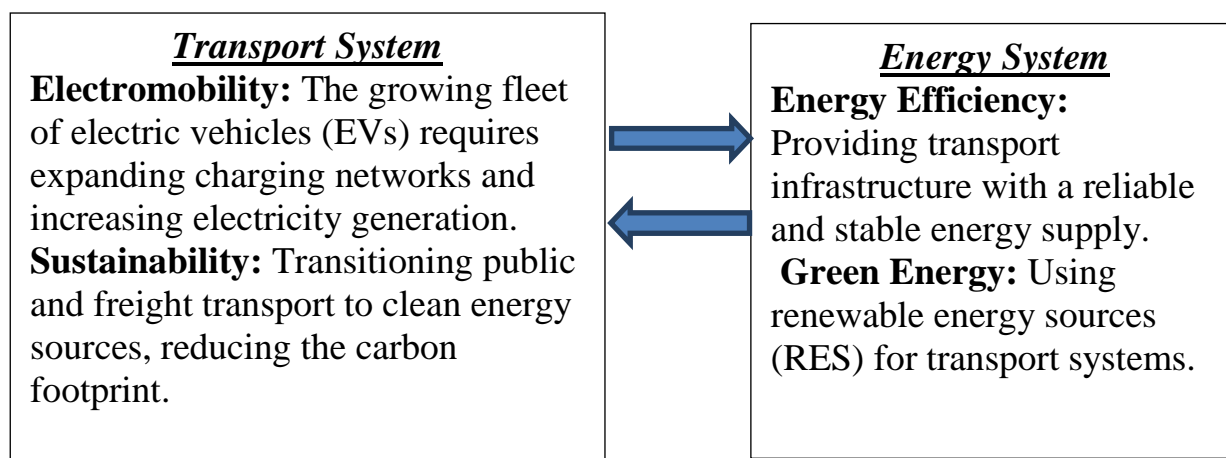 Transport System
Electromobility: The growing fleet
of electric vehicles (EVs) requires
expanding charging networks and
increasing electricity generation.
Sustainability: Transitioning public
and freight transport to clean energy
sources, reducing the carbon
footprint.
Energy System
Energy Efficiency:
Providing transport
infrastructure with a reliable
and stable energy supply.
Green Energy: Using
renewable energy sources
(RES) for transport systems.